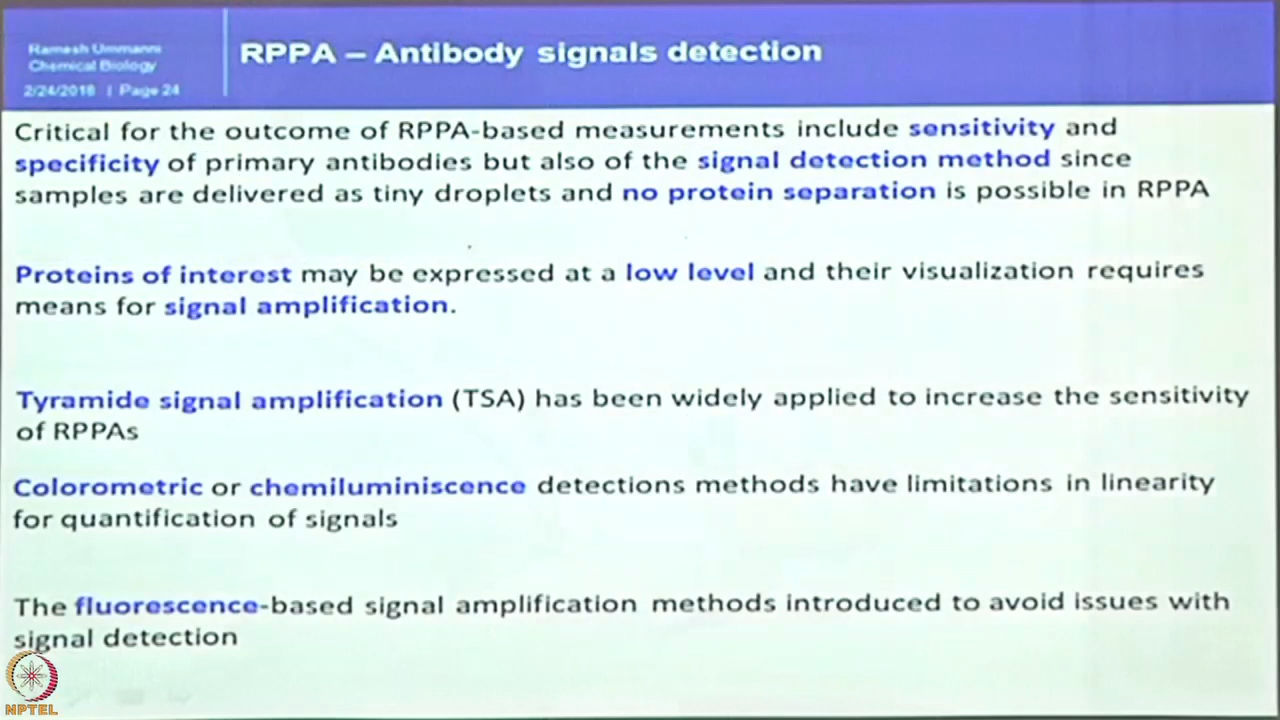 Ramesh Ummanni
Chemical Biology
2/24/2018 | Page 24
RPPA – Antibody signals detection
Critical for the outcome of RPPA-based measurements include sensitivity and
specificity of primary antibodies but also of the signal detection method since
samples are delivered as tiny droplets and no protein separation is possible in RPPA
Proteins of interest may be expressed at a low level and their visualization requires
means for signal amplification.
Tyramide signal amplification (TSA) has been widely applied to increase the sensitivity
of RPPAs
Colorometric or chemiluminiscence detections methods have limitations in linearity
for quantification of signals
The fluorescence-based signal amplification methods introduced to avoid issues with
signal detection
NPTEL